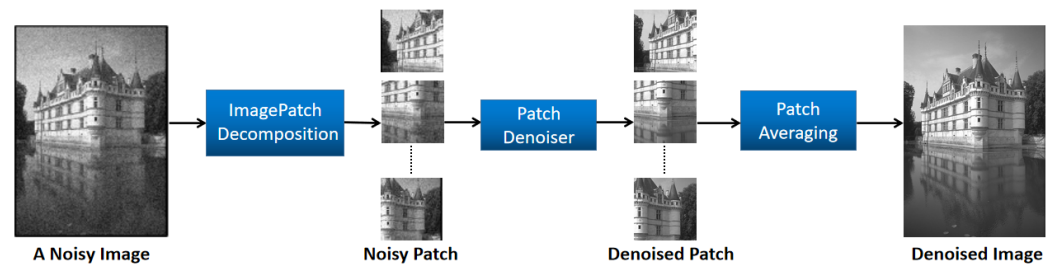 ImagePatch
Decomposition
Patch
Denoiser
Patch
Averaging
A Noisy Image
Noisy Patch
Denoised Patch
Denoised Image